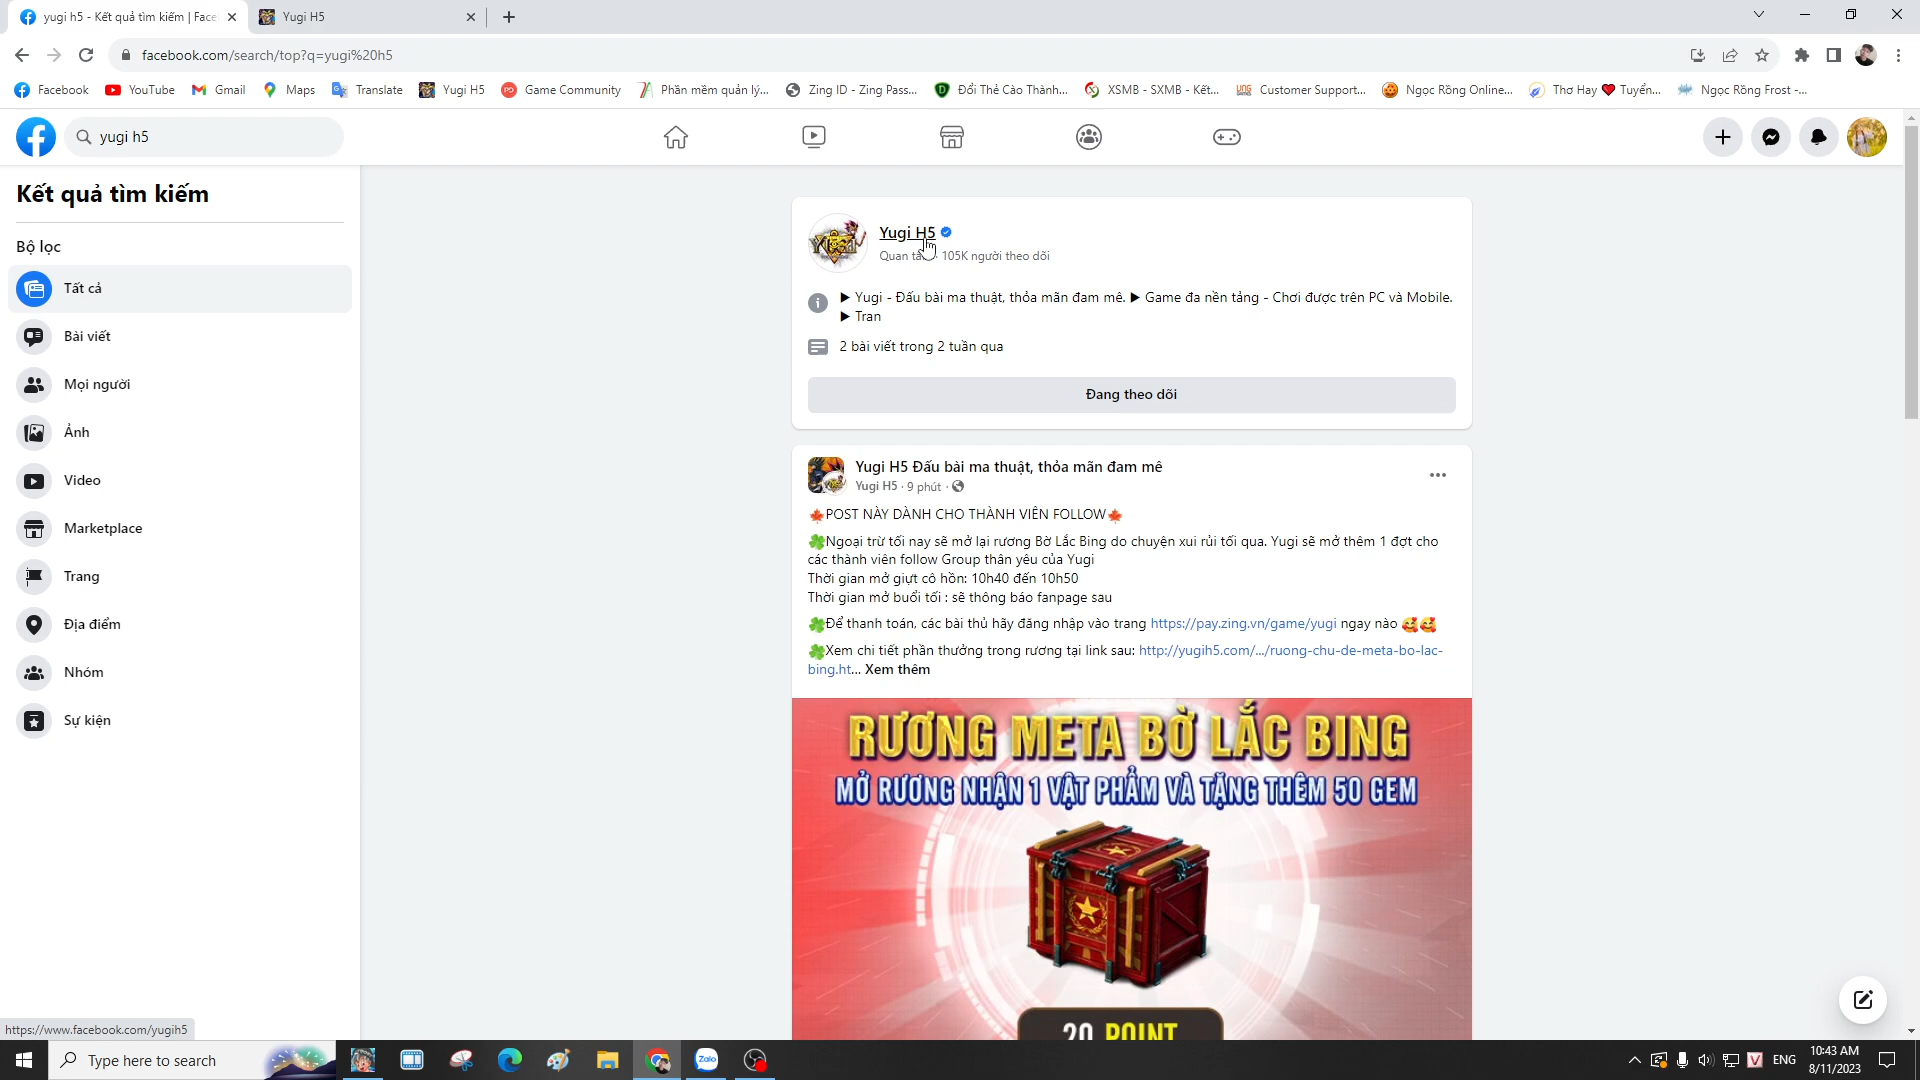 yugi h5 - Kết quả tìm kiếm | Face
Yugi H5
facebook.com/search/top?q=yugi%20h5
Facebook
YouTube
Gmail
Maps
Translate
Yugi H5
Game Community
Phần mềm quản lý...
Zing ID - Zing Pass...
Đổi Thẻ Cào Thành...
XSMB - SXMB - Kết...
Customer Support...
Ngọc Rồng Online...
Thơ Hay ❤ Tuyển...
Ngọc Rồng Frost -...
yugi h5
Kết quả tìm kiếm
Bộ lọc
Tất cả
Bài viết
Mọi người
Ảnh
Video
Marketplace
Trang
Địa điểm
Nhóm
Sự kiện
Yugi H5
105K người theo dõi
▶ Yugi - Đấu bài ma thuật, thỏa mãn đam mê. ▶ Game đa nền tảng - Chơi được trên PC và Mobile.
▶ Tran
2 bài viết trong 2 tuần qua
Đang theo dõi
Yugi H5 Đấu bài ma thuật, thỏa mãn đam mê
Yugi H5 · 9 phút ·
🍁POST NÀY DÀNH CHO THÀNH VIÊN FOLLOW🍁
🍀Ngoại trừ tối nay sẽ mở lại rương Bờ Lắc Bing do chuyện xui rủi tối qua. Yugi sẽ mở thêm 1 đợt cho
các thành viên follow Group thân yêu của Yugi
Thời gian mở giựt cô hồn: 10h40 đến 10h50
Thời gian mở buổi tối : sẽ thông báo fanpage sau
🍀Để thanh toán, các bài thủ hãy đăng nhập vào trang https://pay.zing.vn/game/yugi ngay nào 🥰🥰
🍀Xem chi tiết phần thưởng trong rương tại link sau: http://yugih5.com/.../ruong-chu-de-meta-bo-lac-
bing.ht... Xem thêm
RƯƠNG META BỜ LẮC BING
MỞ RƯƠNG NHẬN 1 VẬT PHẨM VÀ TẶNG THÊM 50 GEM
20 POINT
https://www.facebook.com/yugih5
Type here to search
Zalo
ENG
10:43 AM
8/11/2023